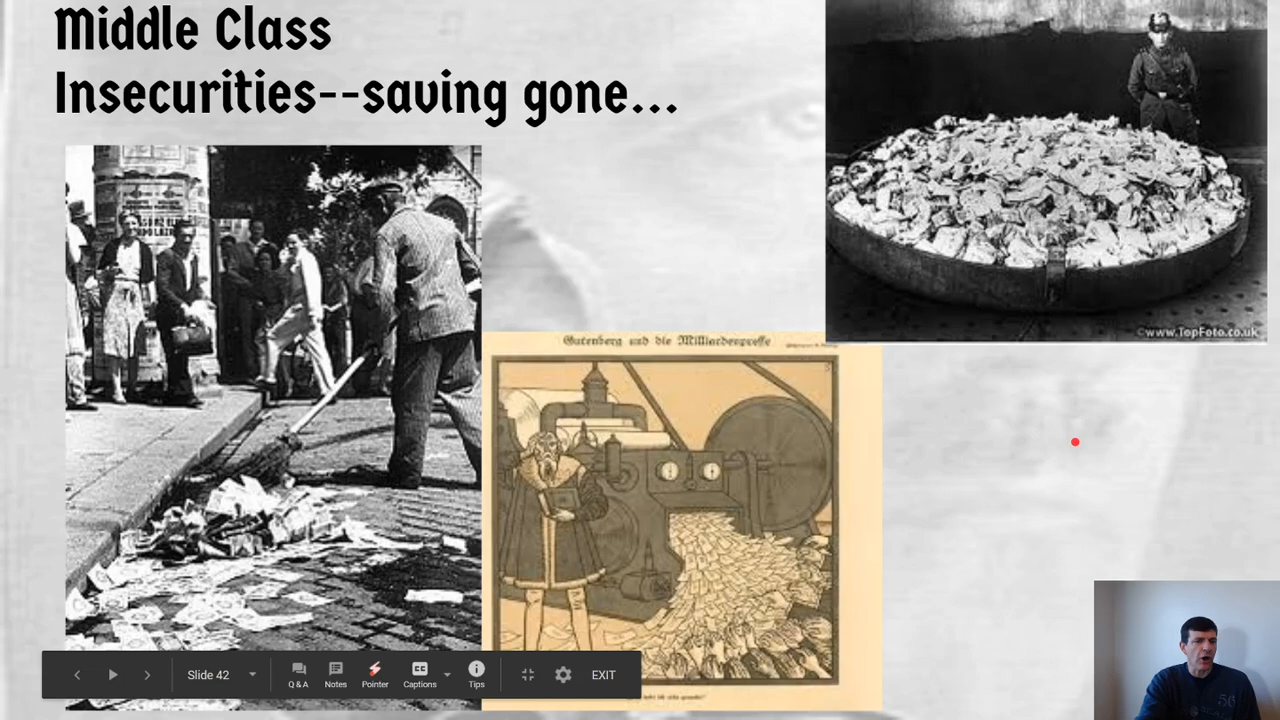 Middle Class
Insecurities--saving gone...
©www.TopFoto.co.uk
Gutenberg und die Milliardenpresse
Slide 42
Q & A
Notes
Pointer
Captions
Tips
EXIT
56